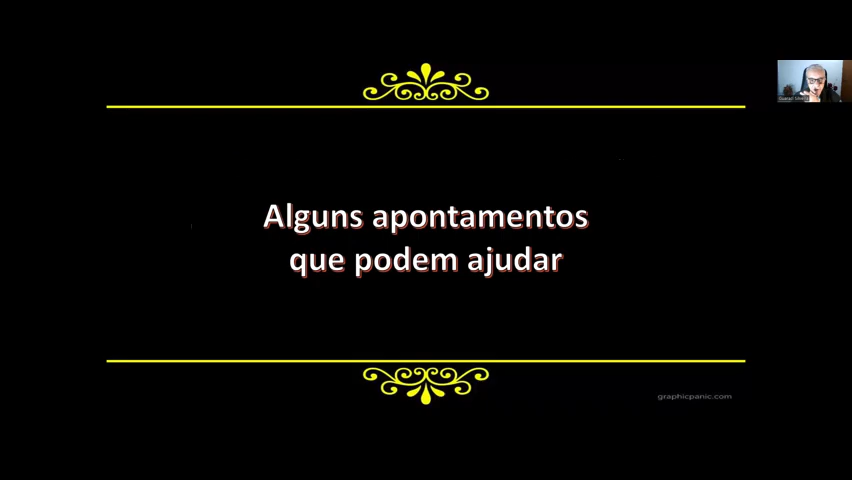 Alguns apontamentos
que podem ajudar
graphicpanic.com